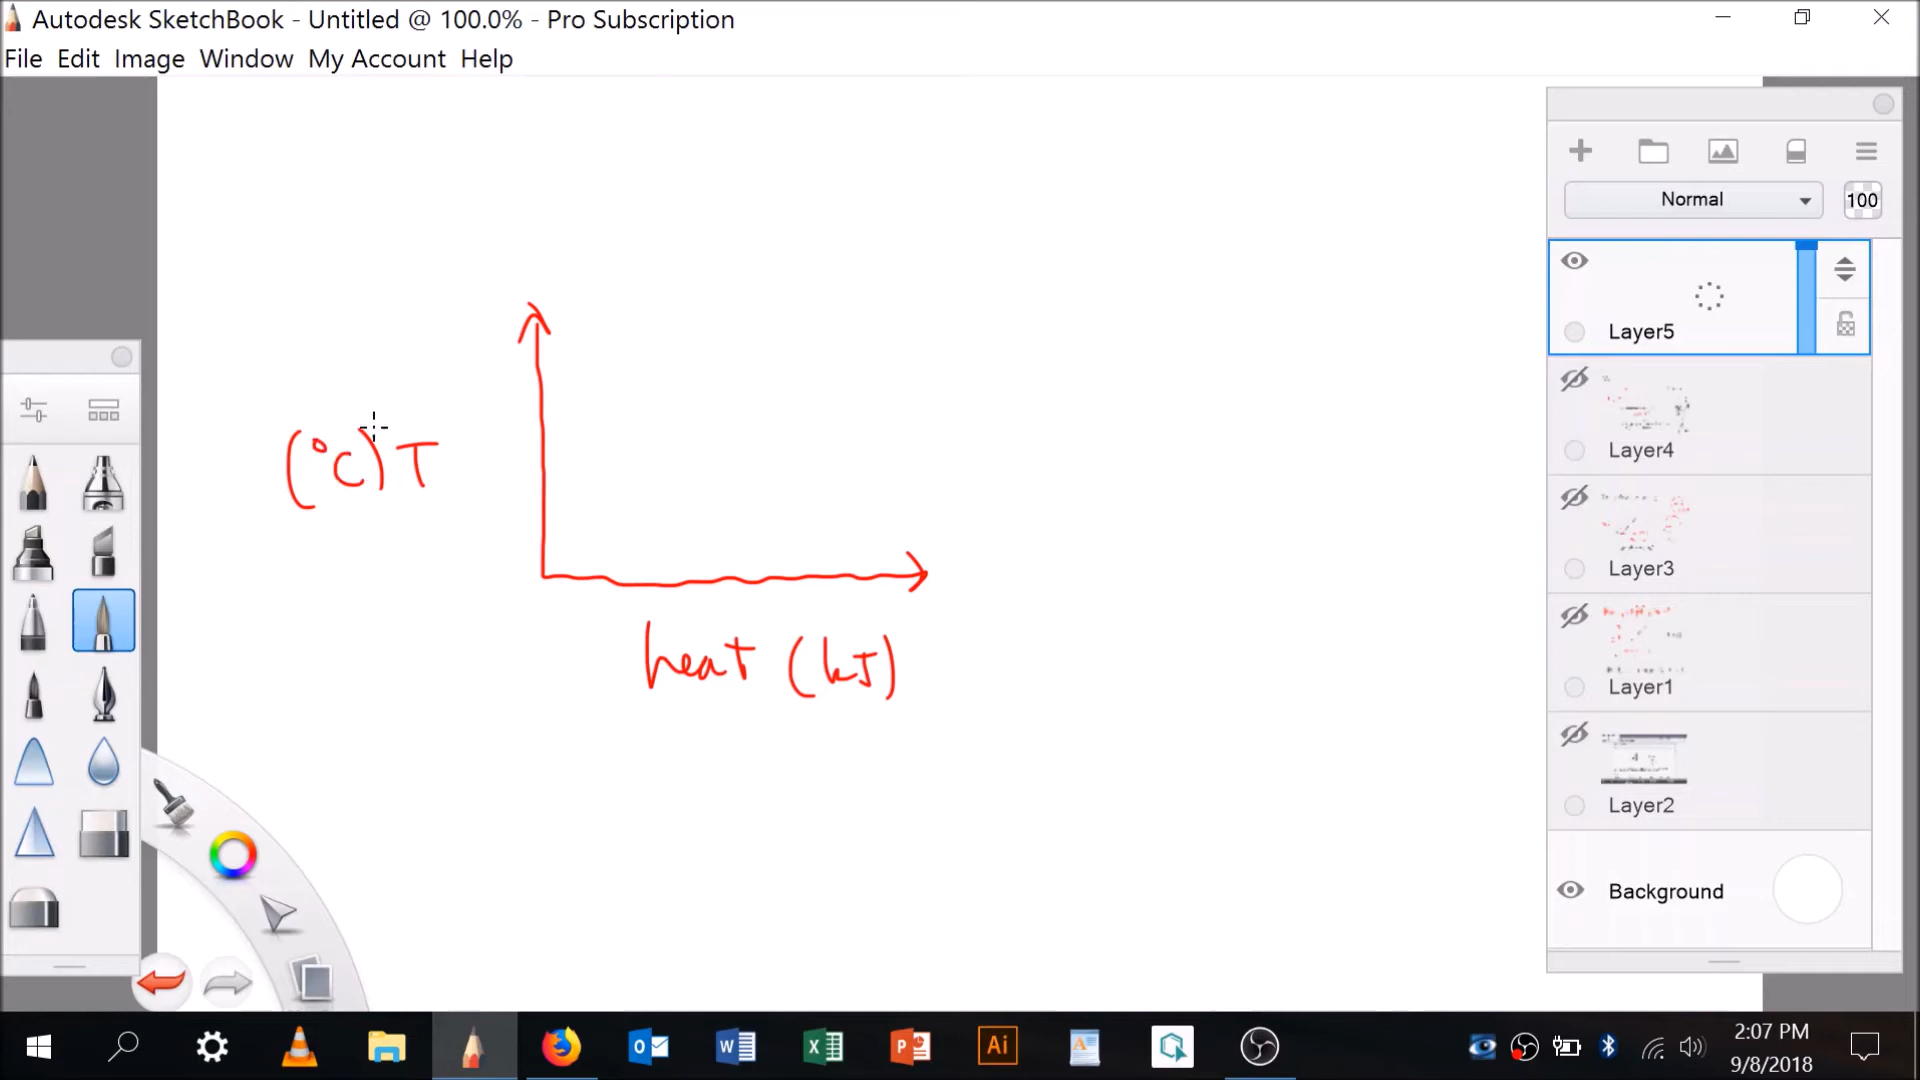 Autodesk SketchBook - Untitled @ 100.0% - Pro Subscription
File Edit Image Window My Account Help
Normal
100
Layer5
Layer4
Layer3
Layer1
Layer2
Background
(°C) T
heat (kJ)
Ai
2:07 PM
9/8/2018